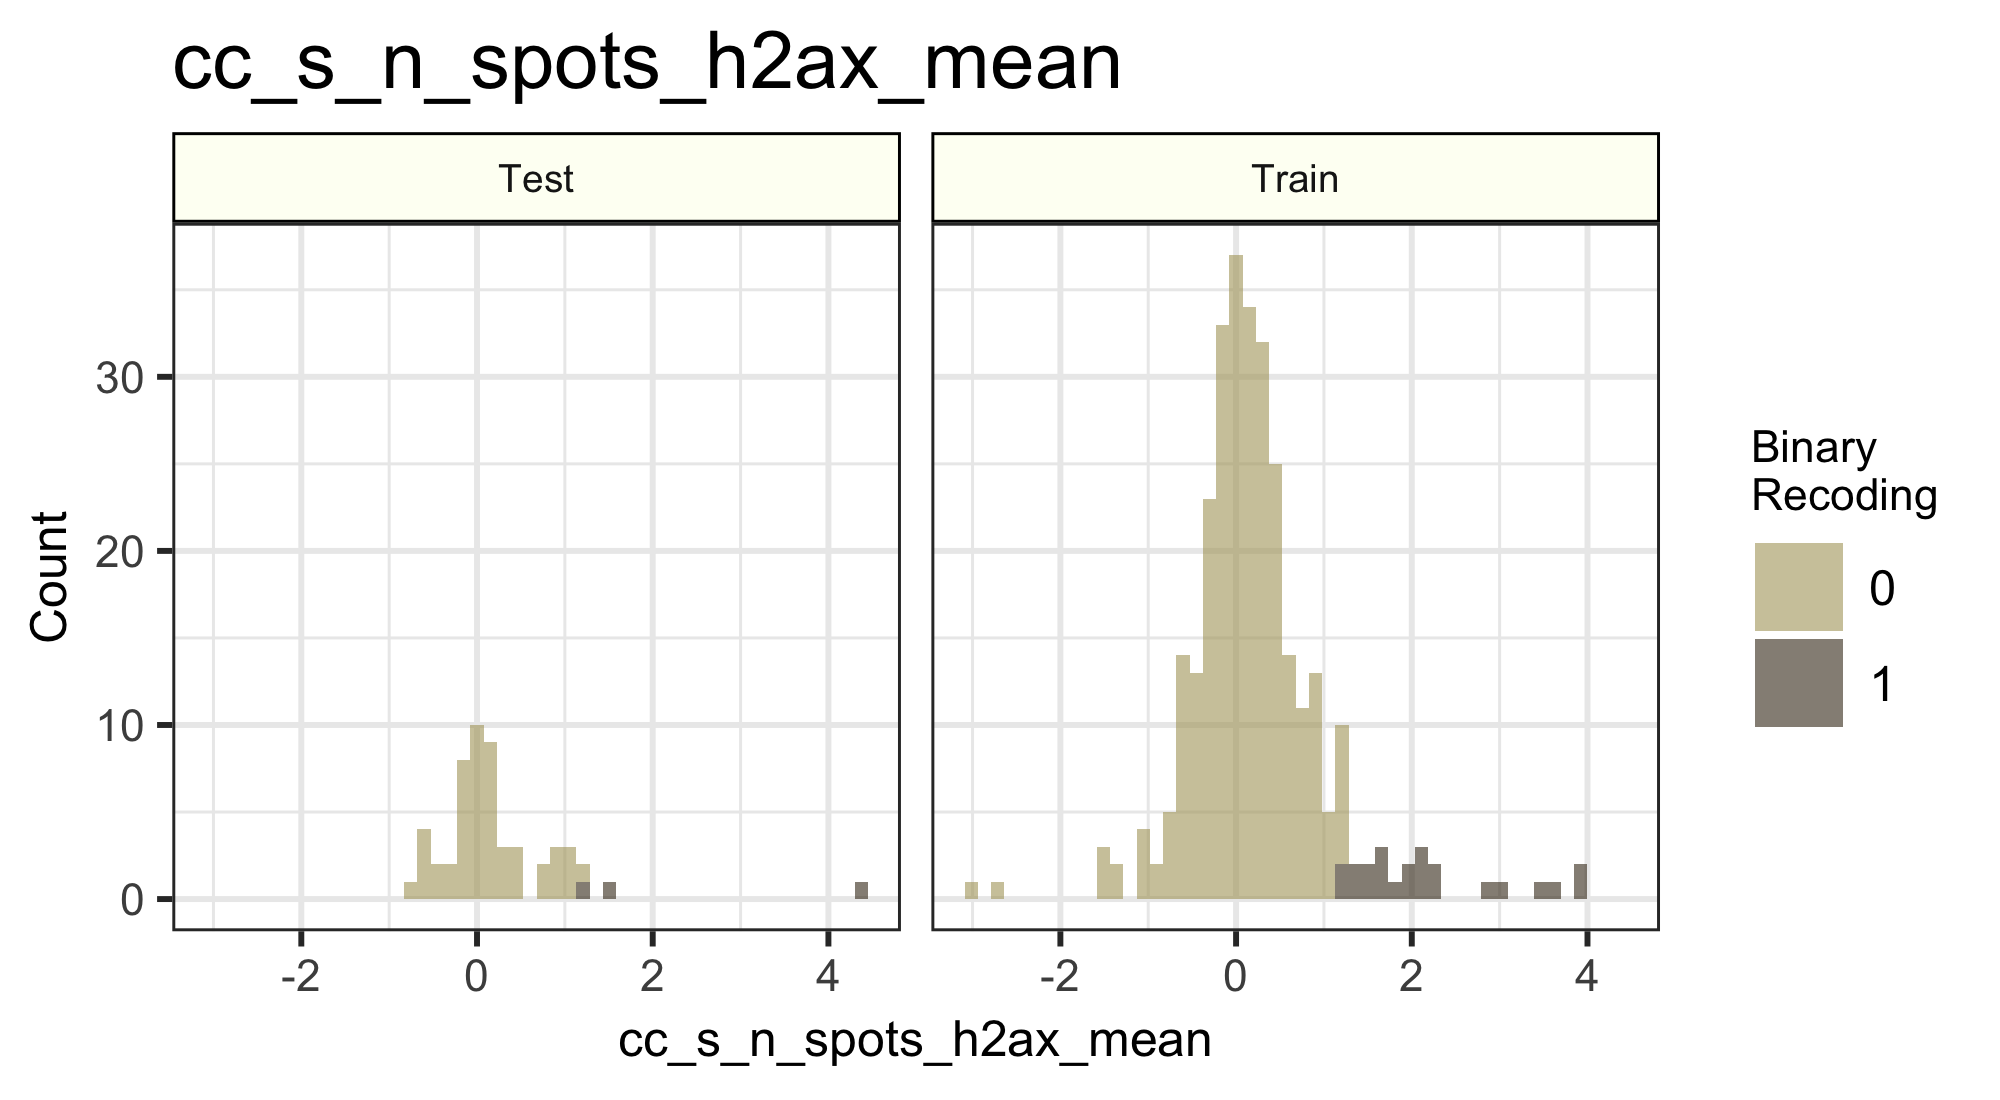 cc_s_n_spots_h2ax_mean
Test
Train
30
20
10
0
Count
-2
0
2
4
-2
0
2
4
cc_s_n_spots_h2ax_mean
Binary
Recoding
0
1